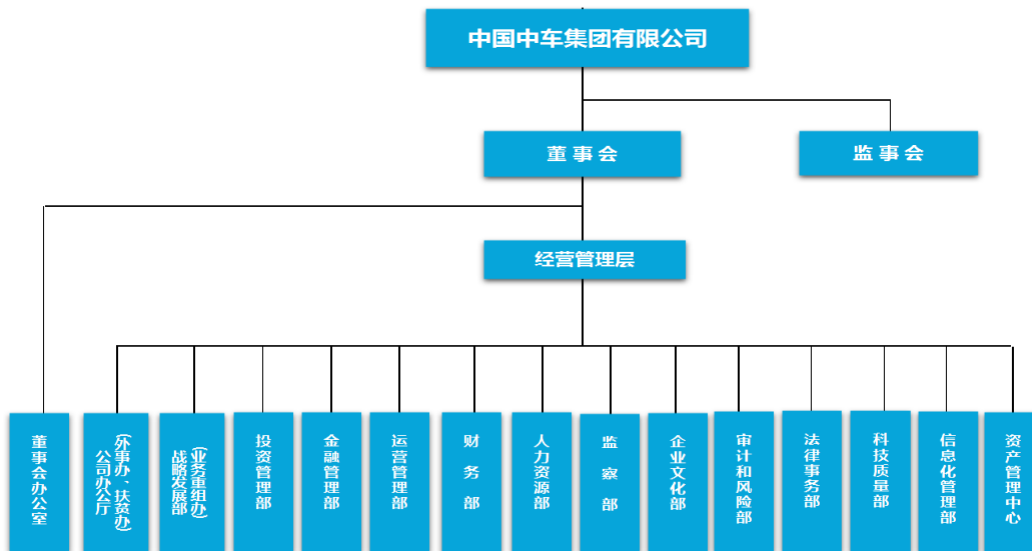 中国中车集团有限公司
董事会
监事会
经营管理层
董事会办公室
公司办公厅
(外事办、扶贫办)
战略发展部
(业务重组办)
投资管理部
金融管理部
运营管理部
财务部
人力资源部
监察部
企业文化部
审计和风险部
法律事务部
科技质量部
信息化管理部
资产管理中心